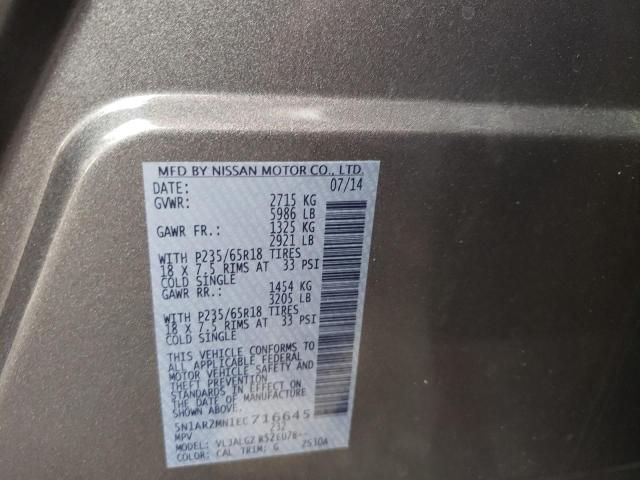 MFD BY NISSAN MOTOR CO., LTD.
DATE: 07/14
GVWR: 2715 KG
5986 LB
GAWR FR.: 1325 KG
2921 LB
WITH P235/65R18 TIRES
18 X 7.5 RIMS AT 33 PSI
COLD SINGLE
GAWR RR.: 1454 KG
3205 LB
WITH P235/65R18 TIRES
18 X 7.5 RIMS AT 33 PSI
COLD SINGLE
THIS VEHICLE CONFORMS TO
ALL APPLICABLE FEDERAL
MOTOR VEHICLE SAFETY AND
THEFT PREVENTION
STANDARDS IN EFFECT ON
THE DATE OF MANUFACTURE
SHOWN ABOVE.
5N1AR2MN1EC716645
232
MPV
MODEL:
COLOR: CAL TRIM: G 2510A